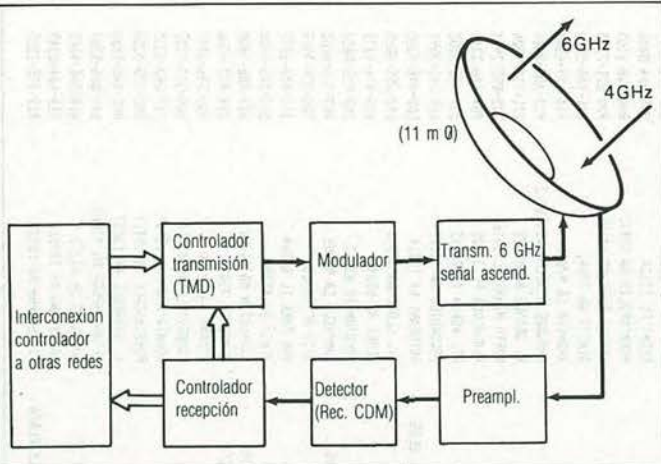 6GHz
4GHz
(11 m Ø)
Controlador
transmisión
(TMD)
Modulador
Transm. 6 GHz
señal ascend.
Interconexion
controlador
a otras redes
Controlador
recepción
Detector
(Rec. CDM)
Preampl.